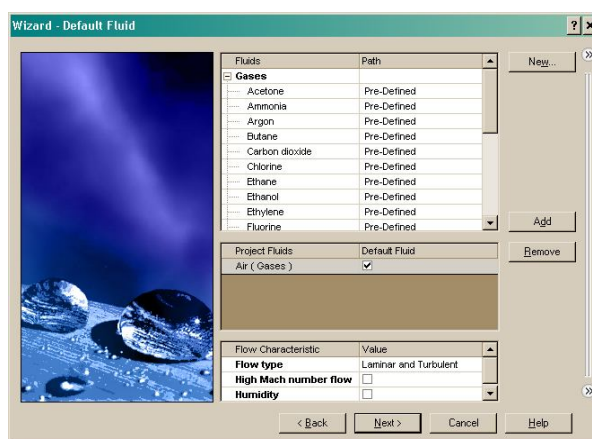 Wizard - Default Fluid
Fluids Path
Gases
Acetone Pre-Defined
Ammonia Pre-Defined
Argon Pre-Defined
Butane Pre-Defined
Carbon dioxide Pre-Defined
Chlorine Pre-Defined
Ethane Pre-Defined
Ethanol Pre-Defined
Ethylene Pre-Defined
Fluorine Pre-Defined
New...
Add
Project Fluids Default Fluid
Air ( Gases )
Remove
Flow Characteristic Value
Flow type Laminar and Turbulent
High Mach number flow
Humidity
< Back Next > Cancel Help